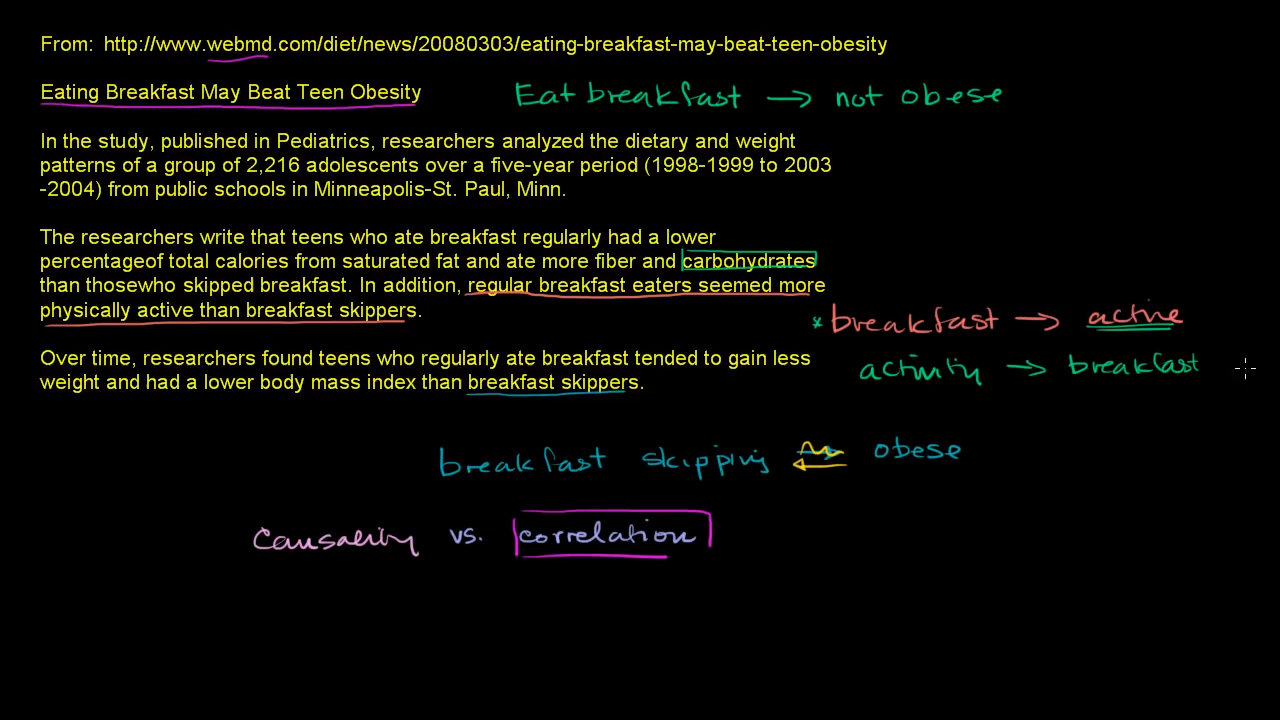 From: http://www.webmd.com/diet/news/20080303/eating-breakfast-may-beat-teen-obesity
Eating Breakfast May Beat Teen Obesity
Eat breakfast → not obese
In the study, published in Pediatrics, researchers analyzed the dietary and weight
patterns of a group of 2,216 adolescents over a five-year period (1998-1999 to 2003
-2004) from public schools in Minneapolis-St. Paul, Minn.
The researchers write that teens who ate breakfast regularly had a lower
percentageof total calories from saturated fat and ate more fiber and carbohydrates
than thosewho skipped breakfast. In addition, regular breakfast eaters seemed more
physically active than breakfast skippers.
* breakfast → active
activity → breakfast
Over time, researchers found teens who regularly ate breakfast tended to gain less
weight and had a lower body mass index than breakfast skippers.
breakfast skipping ⇄ obese
Causality vs. correlation